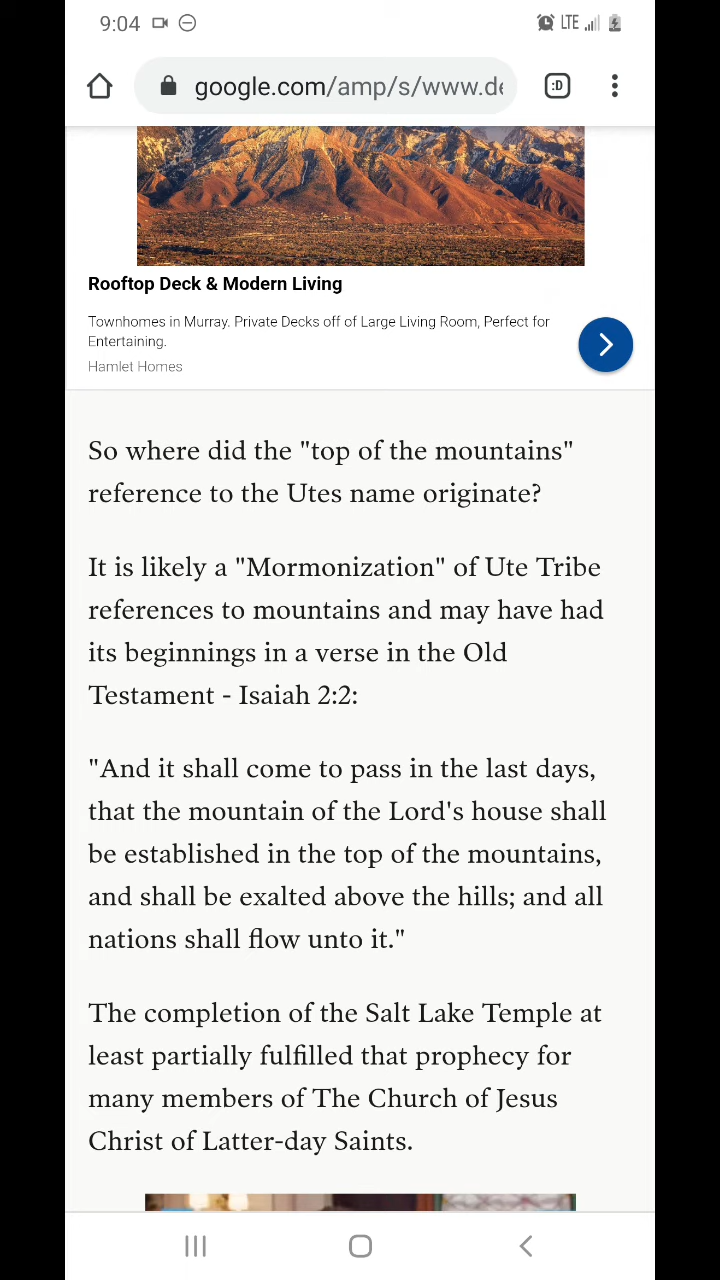 9:04
LTE
google.com/amp/s/www.de
:D
Rooftop Deck & Modern Living
Townhomes in Murray. Private Decks off of Large Living Room, Perfect for
Entertaining.
Hamlet Homes
So where did the "top of the mountains"
reference to the Utes name originate?
It is likely a "Mormonization" of Ute Tribe
references to mountains and may have had
its beginnings in a verse in the Old
Testament - Isaiah 2:2:
"And it shall come to pass in the last days,
that the mountain of the Lord's house shall
be established in the top of the mountains,
and shall be exalted above the hills; and all
nations shall flow unto it."
The completion of the Salt Lake Temple at
least partially fulfilled that prophecy for
many members of The Church of Jesus
Christ of Latter-day Saints.